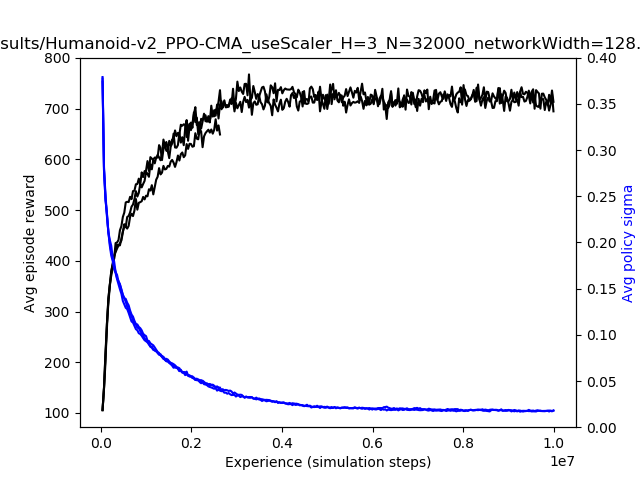 sults/Humanoid-v2_PPO-CMA_useScaler_H=3_N=32000_networkWidth=128.
800
700
600
500
400
300
200
100
Avg episode reward
0.40
0.35
0.30
0.25
0.20
0.15
0.10
0.05
0.00
Avg policy sigma
0.0 0.2 0.4 0.6 0.8 1.0
1e7
Experience (simulation steps)